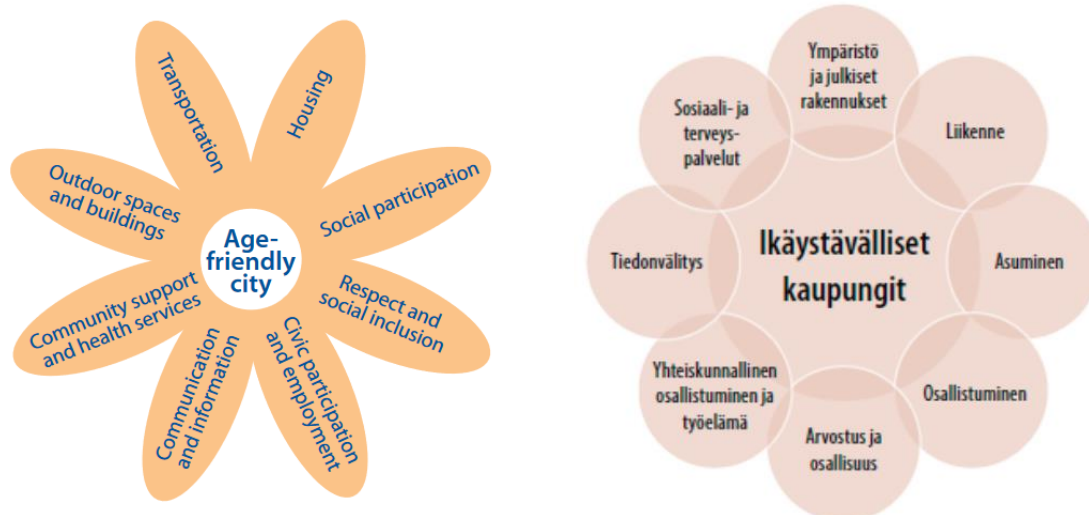 Transportation
Housing
Outdoor spaces
and buildings
Social participation
Age-
friendly
city
Community support
and health services
Respect and
social inclusion
Communication
and information
Civic participation
and employment
Ympäristö
ja julkiset
rakennukset
Sosiaali- ja
terveys-
palvelut
Liikenne
Tiedonvälitys
Ikäystävälliset
kaupungit
Asuminen
Yhteiskunnallinen
osallistuminen ja
työelämä
Osallistuminen
Arvostus ja
osallisuus